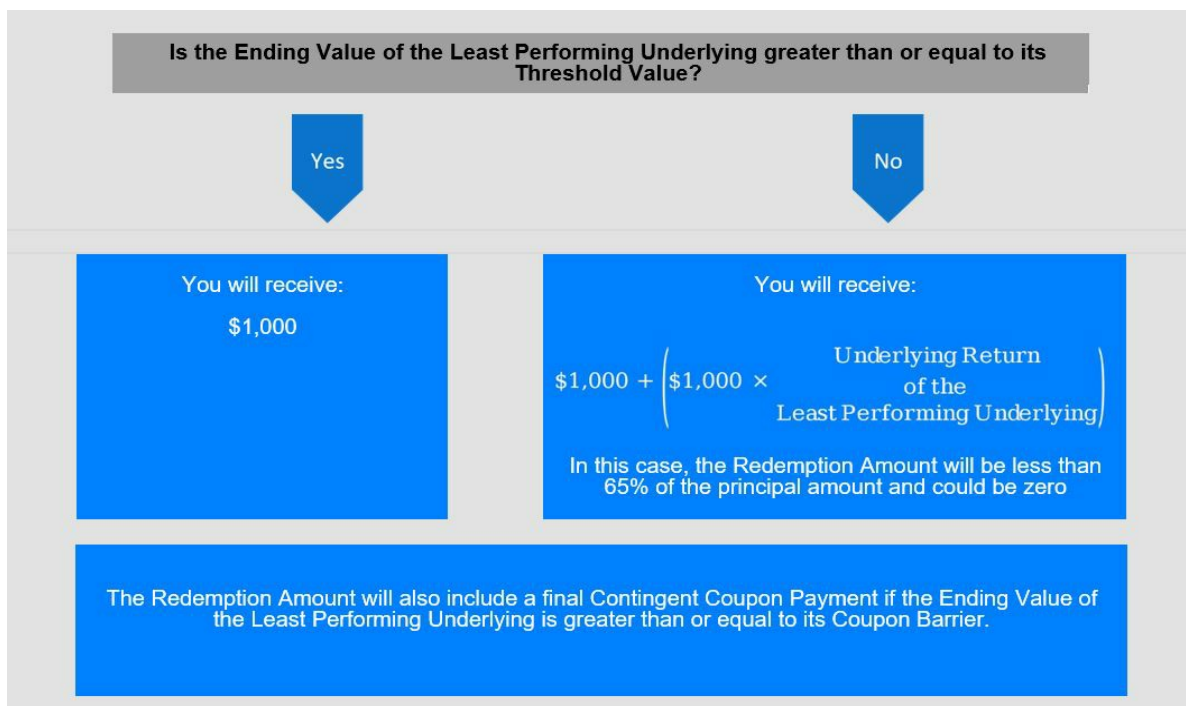 Is the Ending Value of the Least Performing Underlying greater than or equal to its
Threshold Value?
Yes
No
You will receive:
$1,000
You will receive:
$1,000 + ($1,000 × Underlying Return
of the
Least Performing Underlying)
In this case, the Redemption Amount will be less than
65% of the principal amount and could be zero
The Redemption Amount will also include a final Contingent Coupon Payment if the Ending Value of
the Least Performing Underlying is greater than or equal to its Coupon Barrier.